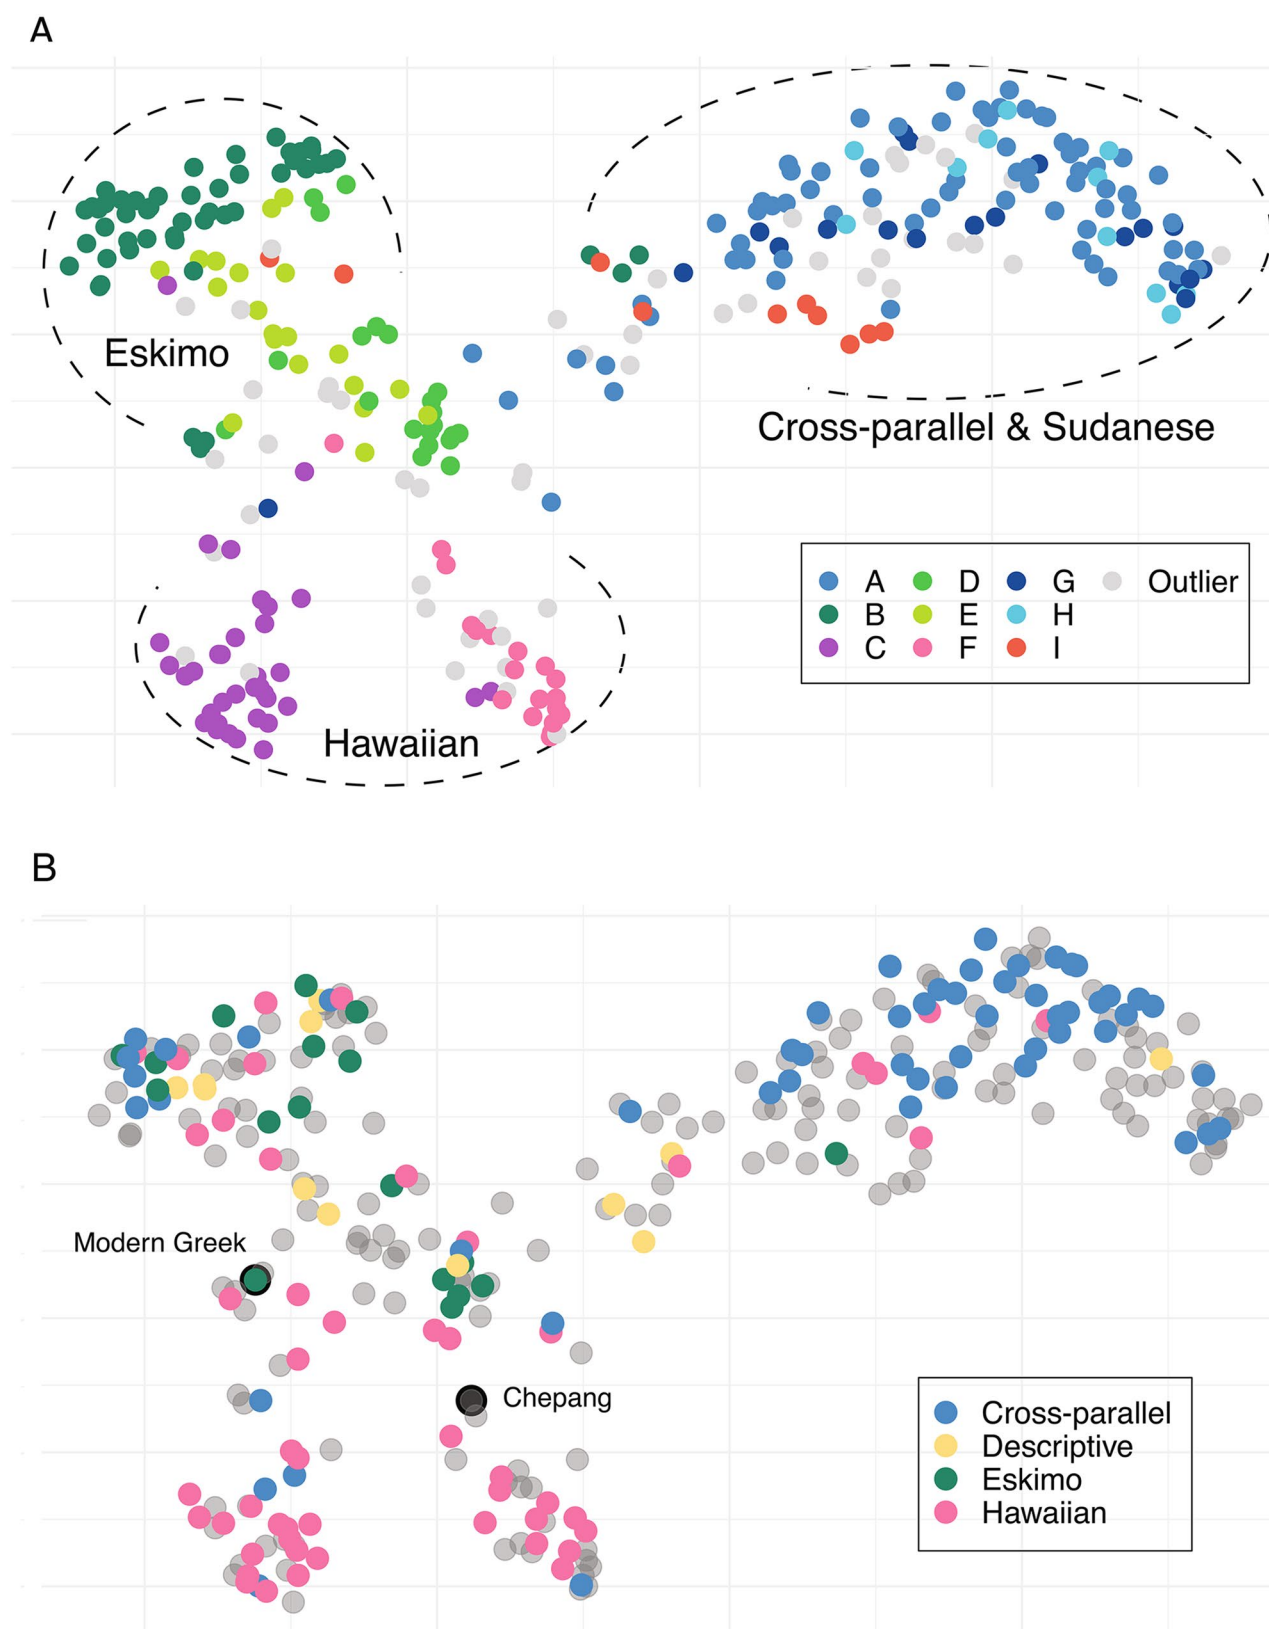 A
Eskimo
Cross-parallel & Sudanese
A D G Outlier
B E H
C F I
Hawaiian
B
Modern Greek
Chepang
Cross-parallel
Descriptive
Eskimo
Hawaiian